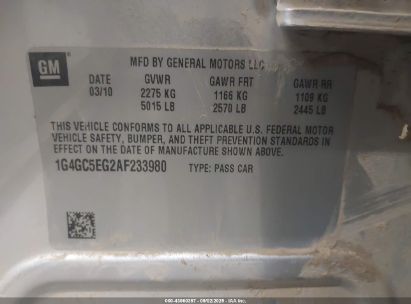 GM
MFD BY GENERAL MOTORS LLC
DATE GVWR GAWR FRT GAWR RR
03/10 2275 KG 1166 KG 1109 KG
5015 LB 2570 LB 2445 LB
THIS VEHICLE CONFORMS TO ALL APPLICABLE U.S. FEDERAL MOTOR
VEHICLE SAFETY, BUMPER, AND THEFT PREVENTION STANDARDS IN
EFFECT ON THE DATE OF MANUFACTURE SHOWN ABOVE.
1G4GC5EG2AF233980 TYPE: PASS CAR